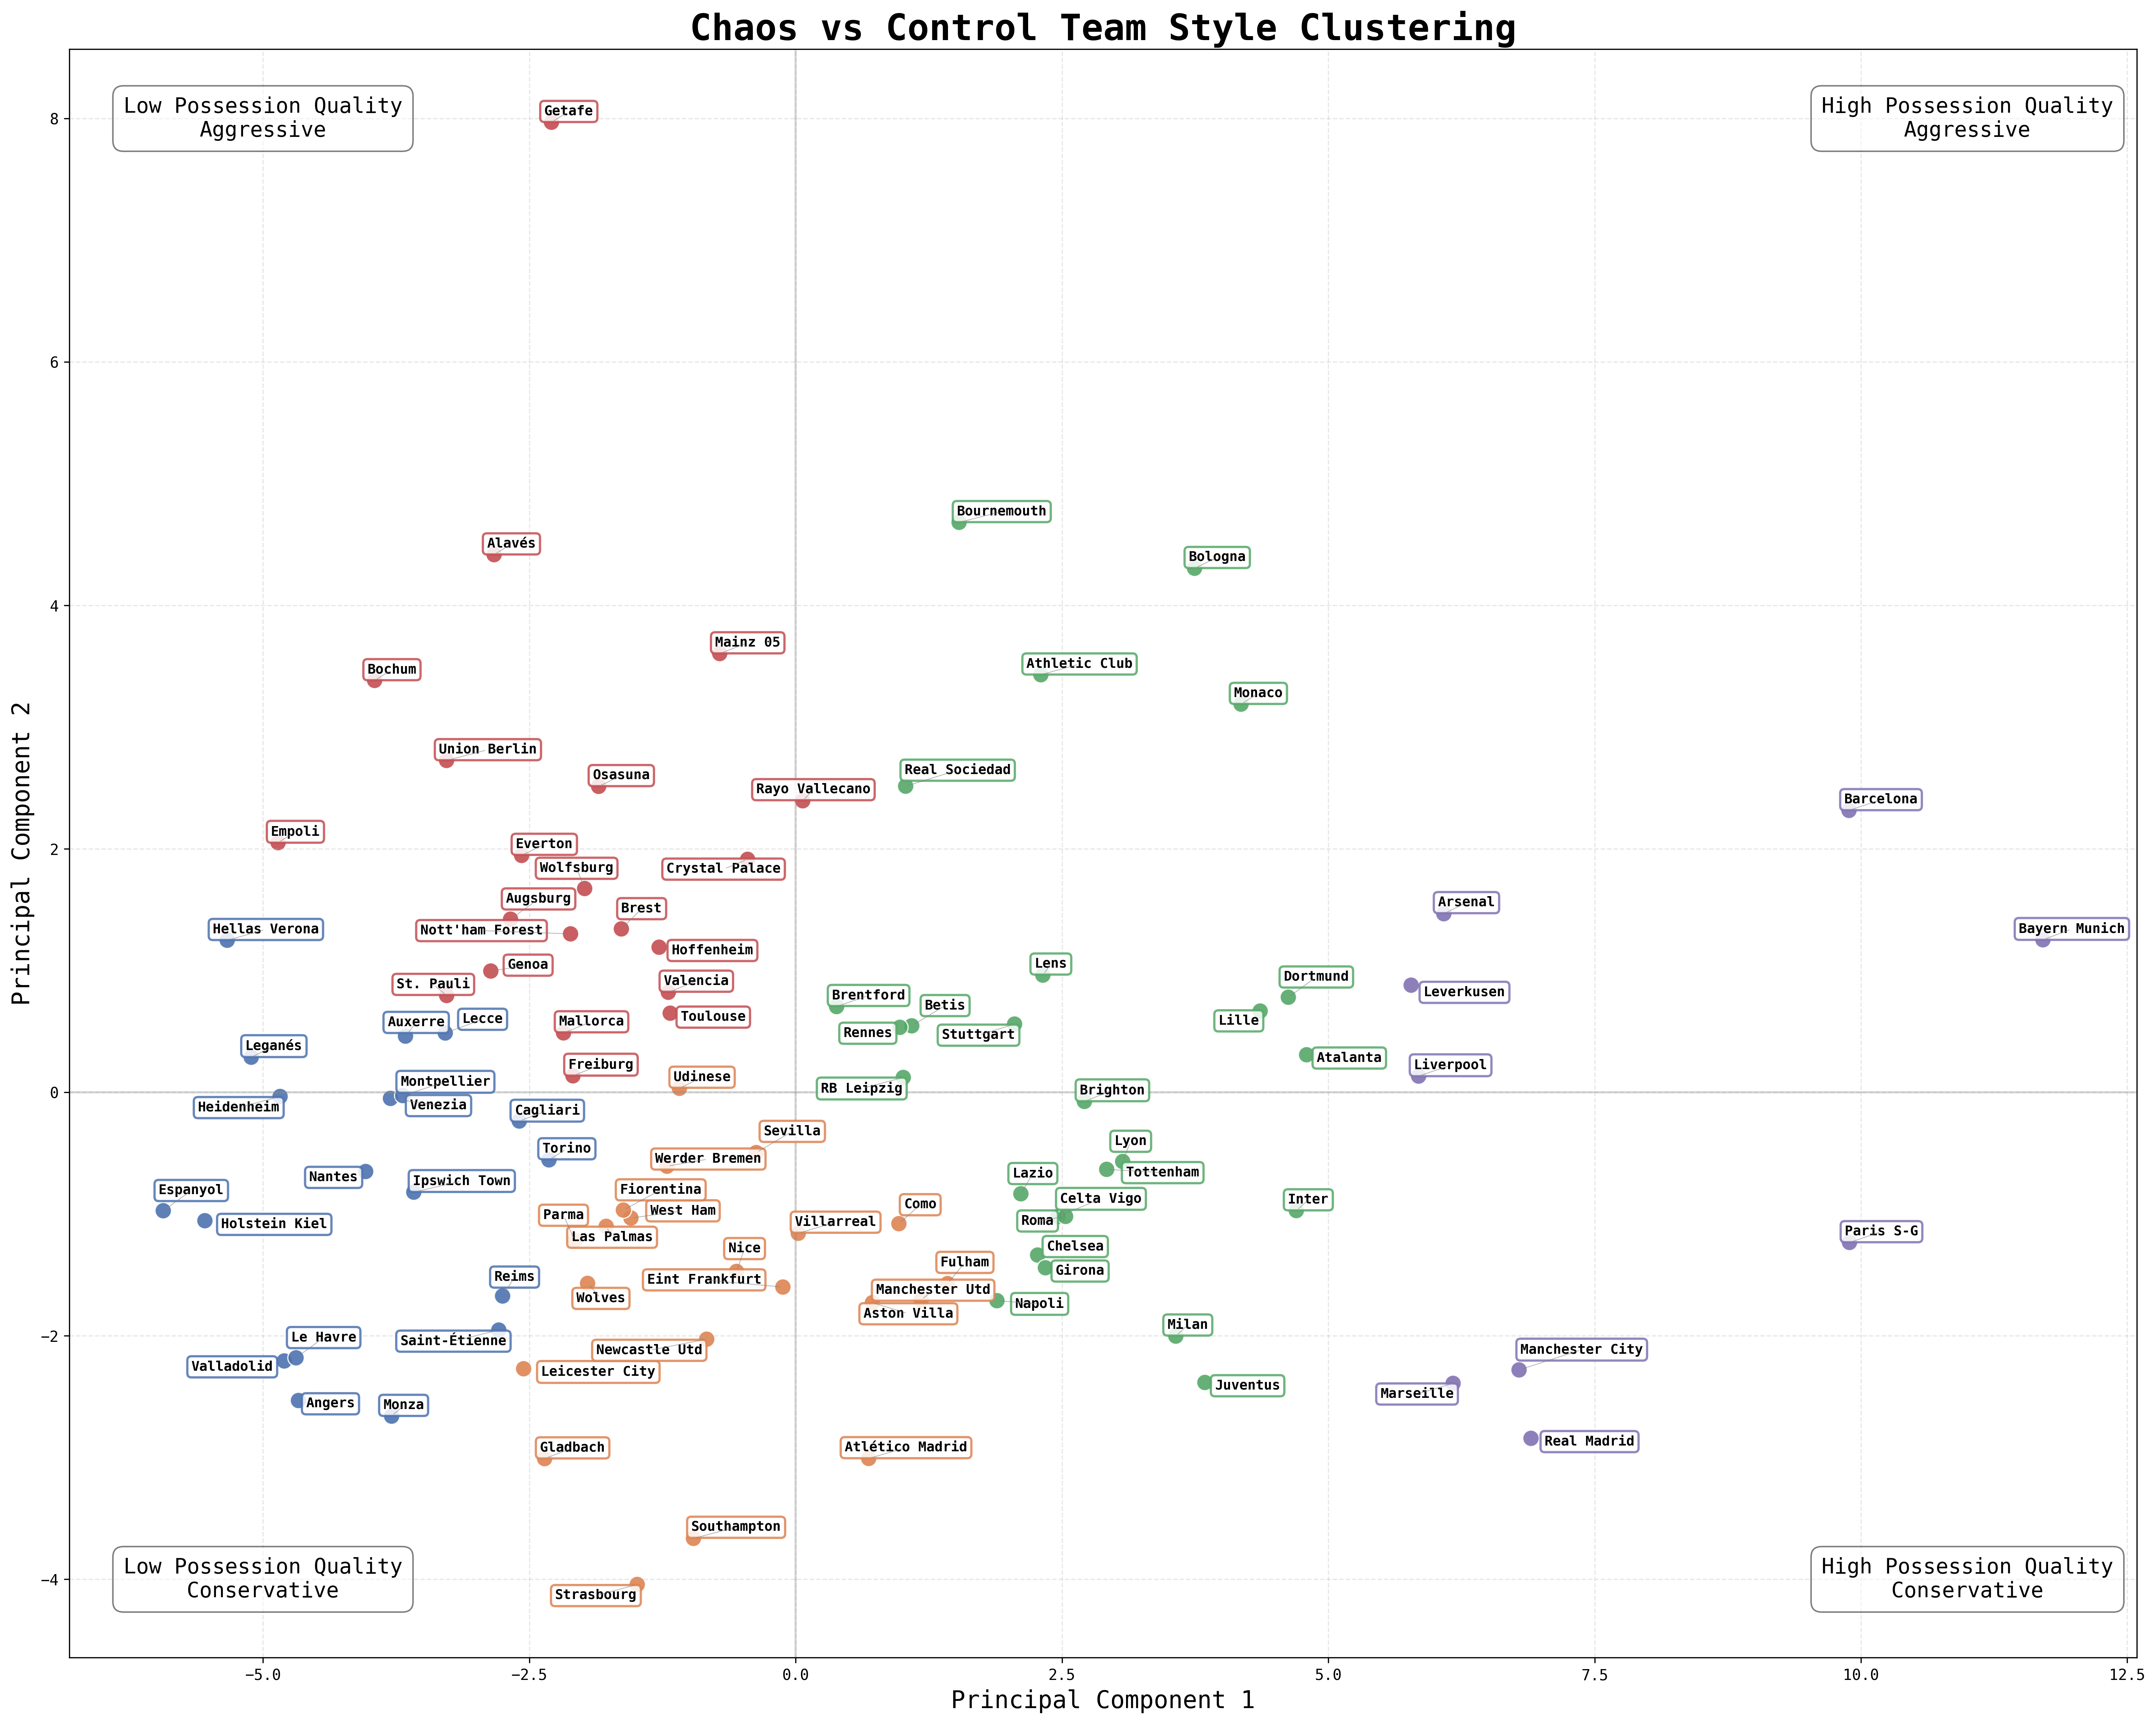 Chaos vs Control Team Style Clustering
Low Possession Quality
Aggressive
High Possession Quality
Aggressive
Getafe
8
6
Bournemouth
Alavés
Bologna
4
Mainz 05
Athletic Club
Bochum
Monaco
Union Berlin
Real Sociedad
Osasuna
Rayo Vallecano
Barcelona
Empoli
2
Everton
Wolfsburg
Crystal Palace
Augsburg
Arsenal
Brest
Hellas Verona
Nott'ham Forest
Bayern Munich
Hoffenheim
Genoa
Lens
Dortmund
Valencia
St. Pauli
Leverkusen
Brentford
Betis
Toulouse
Lecce
Auxerre
Mallorca
Lille
Rennes
Stuttgart
Leganés
Atalanta
Freiburg
Liverpool
Udinese
Montpellier
RB Leipzig
Brighton
0
Venezia
Heidenheim
Cagliari
Sevilla
Lyon
Torino
Werder Bremen
Tottenham
Lazio
Nantes
Ipswich Town
Espanyol
Fiorentina
Celta Vigo
Inter
Como
West Ham
Parma
Roma
Villarreal
Holstein Kiel
Paris S-G
Las Palmas
Nice
Chelsea
Fulham
Girona
Reims
Eint Frankfurt
Manchester Utd
Wolves
Napoli
Aston Villa
Milan
−2
Le Havre
Saint-Étienne
Newcastle Utd
Manchester City
Valladolid
Leicester City
Juventus
Marseille
Angers
Monza
Real Madrid
Gladbach
Atlético Madrid
Southampton
Low Possession Quality
Conservative
High Possession Quality
Conservative
−4
Strasbourg
−5.0
−2.5
0.0
2.5
5.0
7.5
10.0
12.5
Principal Component 1
Principal Component 2